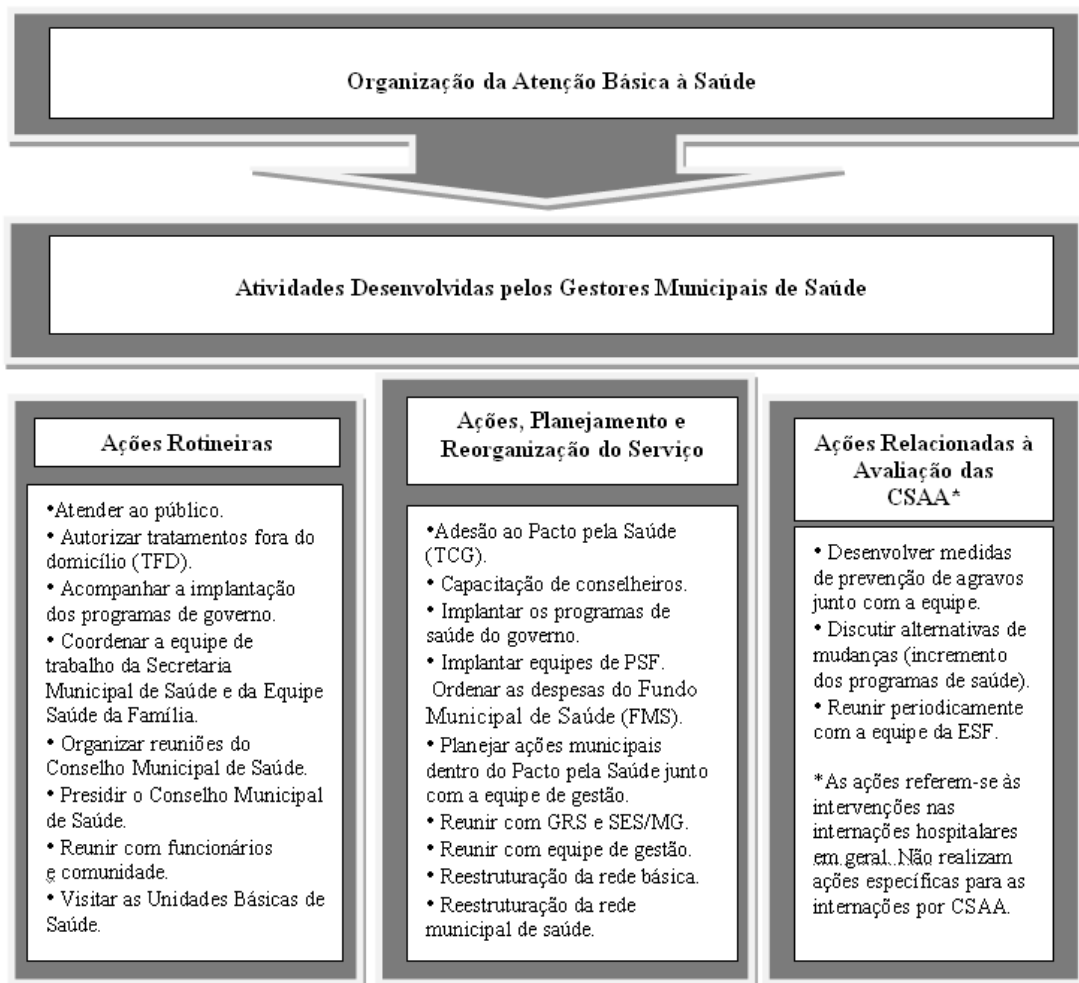 Organização da Atenção Básica à Saúde
Atividades Desenvolvidas pelos Gestores Municipais de Saúde
Ações Rotineiras
•Atender ao público.
• Autorizar tratamentos fora do
domicílio (TFD).
• Acompanhar a implantação
dos programas de governo.
• Coordenar a equipe de
trabalho da Secretaria
Municipal de Saúde e da Equipe
Saúde da Família.
• Organizar reuniões do
Conselho Municipal de Saúde.
• Presidir o Conselho Municipal
de Saúde.
• Reunir com funcionários
e comunidade.
• Visitar as Unidades Básicas de
Saúde.
Ações, Planejamento e
Reorganização do Serviço
•Adesão ao Pacto pela Saúde
(TCG).
• Capacitação de conselheiros.
• Implantar os programas de
saúde do governo.
• Implantar equipes de PSF.
Ordenar as despesas do Fundo
Municipal de Saúde (FMS).
• Planejar ações municipais
dentro do Pacto pela Saúde junto
com a equipe de gestão.
• Reunir com GRS e SES/MG.
• Reunir com equipe de gestão.
• Reestruturação da rede básica.
• Reestruturação da rede
municipal de saúde.
Ações Relacionadas à
Avaliação das
CSAA*
• Desenvolver medidas
de prevenção de agravos
junto com a equipe.
• Discutir alternativas de
mudanças (incremento
dos programas de saúde).
• Reunir periodicamente
com a equipe da ESF.
*As ações referem-se às
intervenções nas
internações hospitalares
em geral. Não realizam
ações específicas para as
internações por CSAA.